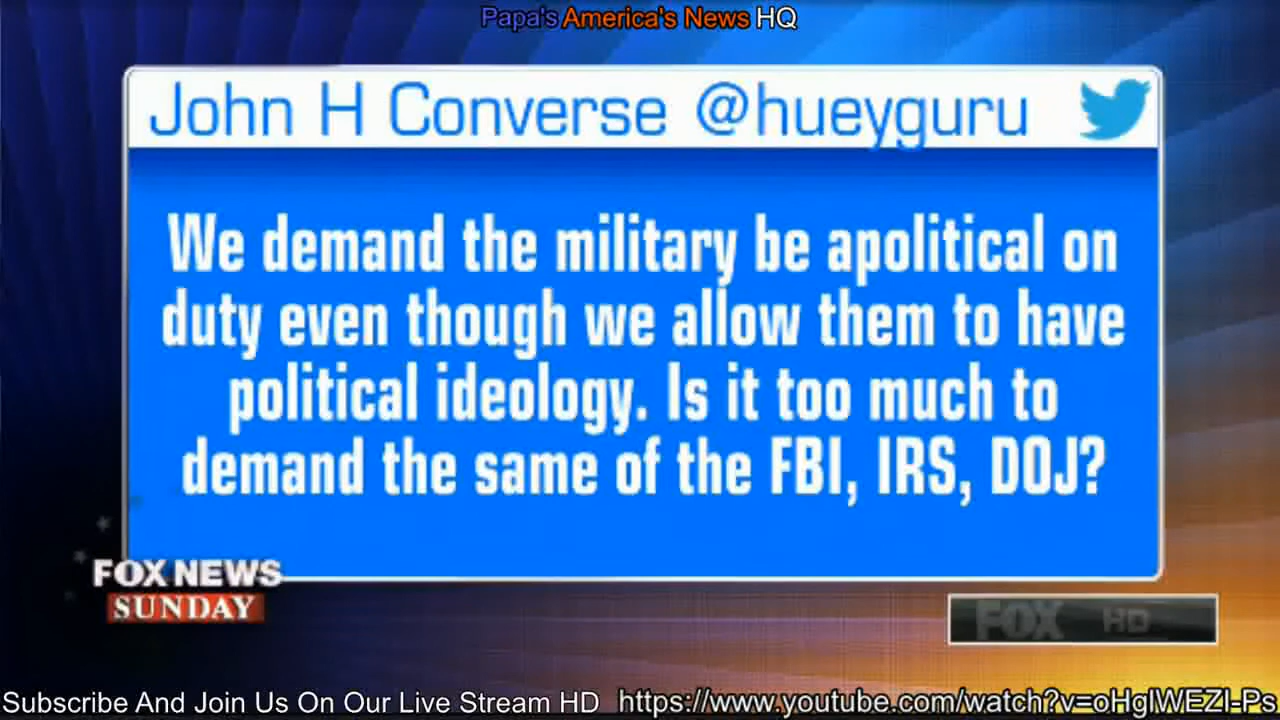 Papa's America's News HQ
John H Converse @hueyguru
We demand the military be apolitical on
duty even though we allow them to have
political ideology. Is it too much to
demand the same of the FBI, IRS, DOJ?
FOX NEWS
SUNDAY
FOX HD
Subscribe And Join Us On Our Live Stream HD https://www.youtube.com/watch?v=oHgIWEZI-Ps